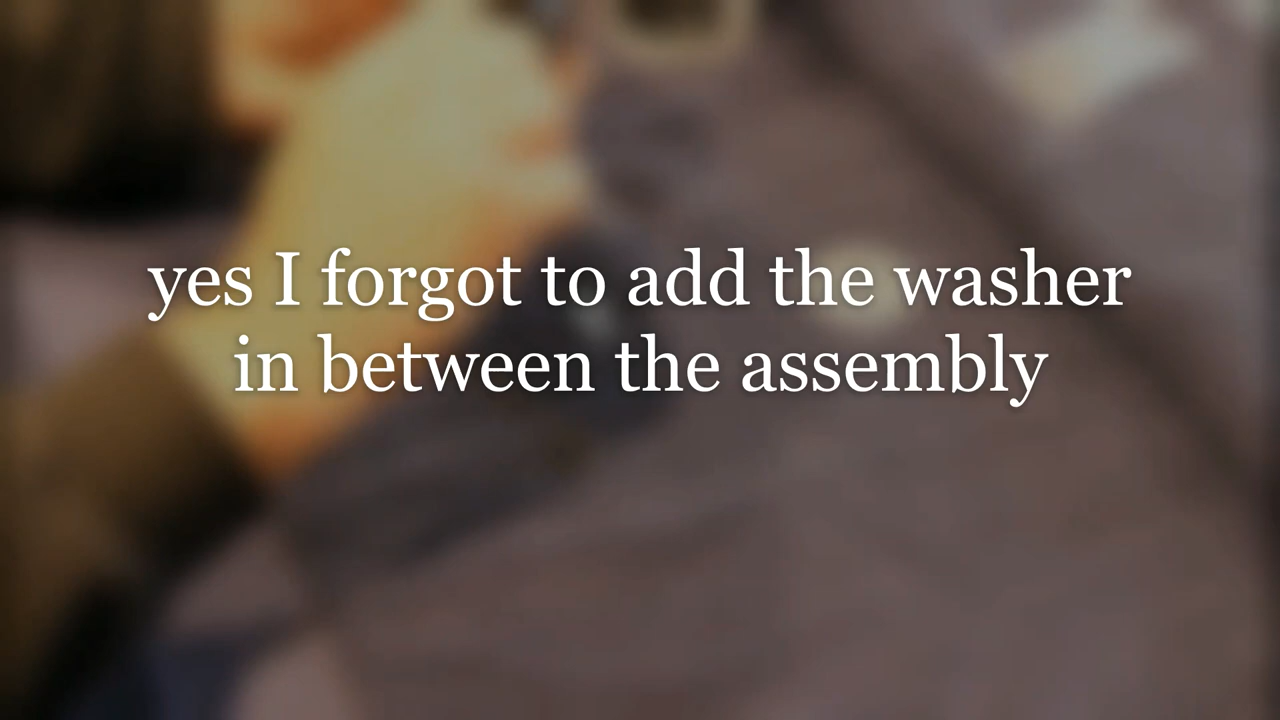 yes I forgot to add the washer
in between the assembly